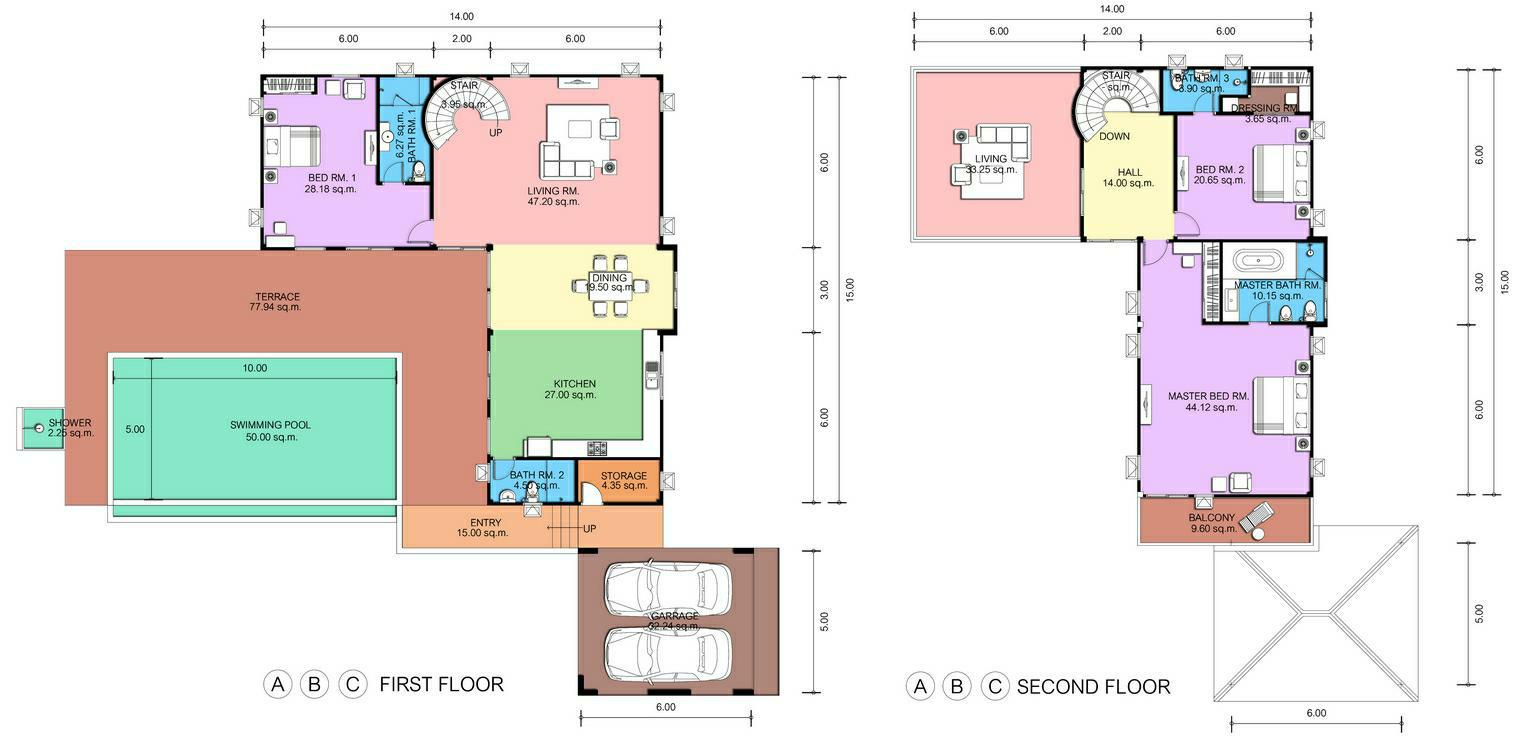 14.00
6.00
2.00
6.00
STAIR
3.95 sq.m.
UP
6.27 sq.m.
BATH RM. 1
BED RM. 1
28.18 sq.m.
LIVING RM.
47.20 sq.m.
6.00
3.00
15.00
6.00
DINING
19.50 sq.m.
TERRACE
77.94 sq.m.
10.00
5.00
SWIMMING POOL
50.00 sq.m.
SHOWER
2.25 sq.m.
KITCHEN
27.00 sq.m.
BATH RM. 2
4.50 sq.m.
STORAGE
4.35 sq.m.
ENTRY
15.00 sq.m.
UP
GARRAGE
32.24 sq.m.
5.00
6.00
A B C FIRST FLOOR
14.00
6.00
2.00
6.00
STAIR
sq.m.
DOWN
BATH RM. 3
3.90 sq.m.
DRESSING RM.
3.65 sq.m.
LIVING
33.25 sq.m.
HALL
14.00 sq.m.
BED RM. 2
20.65 sq.m.
6.00
3.00
15.00
6.00
MASTER BATH RM.
10.15 sq.m.
MASTER BED RM.
44.12 sq.m.
BALCONY
9.60 sq.m.
5.00
6.00
A B C SECOND FLOOR